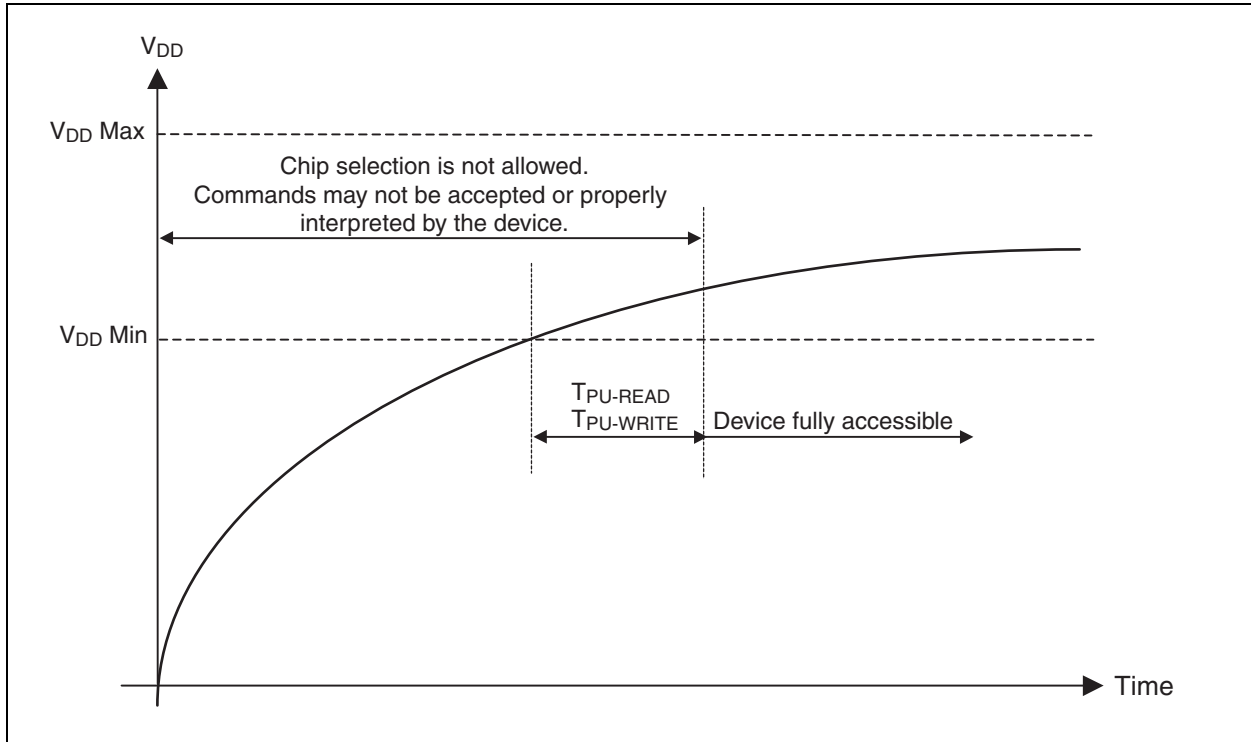 VDD
VDD Max
Chip selection is not allowed.
Commands may not be accepted or properly
interpreted by the device.
VDD Min
TPU-READ
TPU-WRITE
Device fully accessible
Time